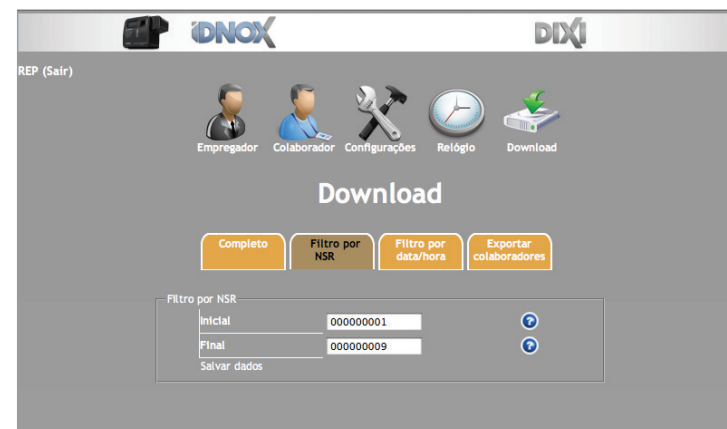 iDNOX DIXI
REP (Sair)
Empregador Colaborador Configurações Relógio Download
Download
Completo
Filtro por
NSR
Filtro por
data/hora
Exportar
colaboradores
Filtro por NSR
Inicial 000000001
Final 000000009
Salvar dados